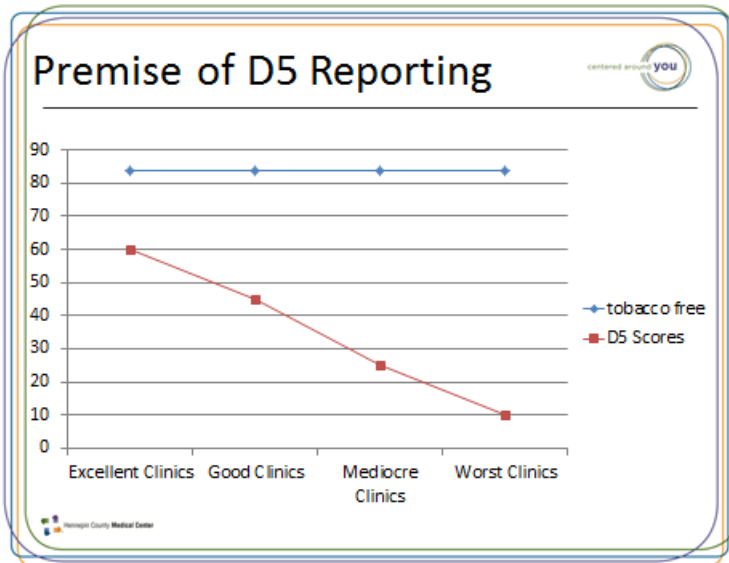 Premise of D5 Reporting
centered around you
90
80
70
60
50
40
30
20
10
0
Excellent Clinics
Good Clinics
Mediocre
Clinics
Worst Clinics
tobacco free
D5 Scores
Hennepin County Medical Center